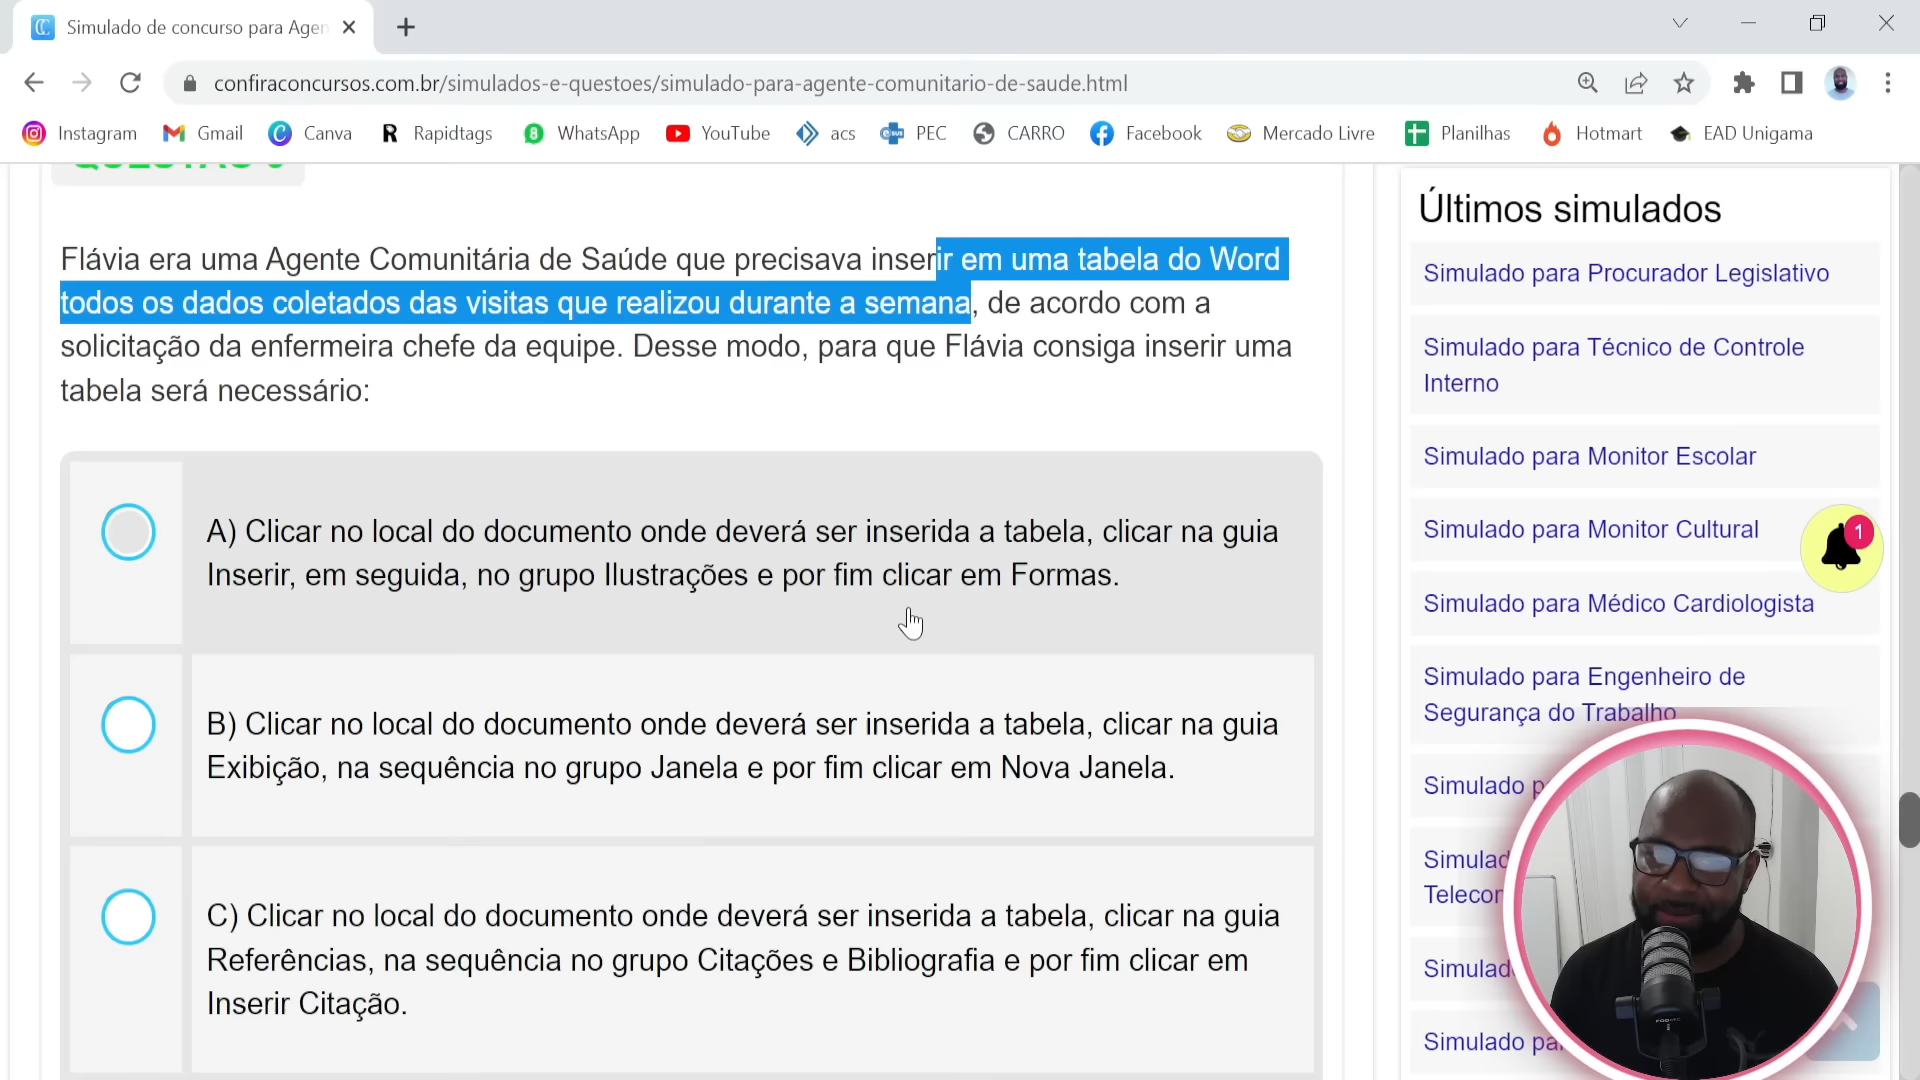 Simulado de concurso para Agen
confiraconcursos.com.br/simulados-e-questoes/simulado-para-agente-comunitario-de-saude.html
Instagram
Gmail
Canva
Rapidtags
WhatsApp
YouTube
acs
PEC
CARRO
Facebook
Mercado Livre
Planilhas
Hotmart
EAD Unigama
Flávia era uma Agente Comunitária de Saúde que precisava inserir em uma tabela do Word
todos os dados coletados das visitas que realizou durante a semana, de acordo com a
solicitação da enfermeira chefe da equipe. Desse modo, para que Flávia consiga inserir uma
tabela será necessário:
A) Clicar no local do documento onde deverá ser inserida a tabela, clicar na guia
Inserir, em seguida, no grupo Ilustrações e por fim clicar em Formas.
B) Clicar no local do documento onde deverá ser inserida a tabela, clicar na guia
Exibição, na sequência no grupo Janela e por fim clicar em Nova Janela.
C) Clicar no local do documento onde deverá ser inserida a tabela, clicar na guia
Referências, na sequência no grupo Citações e Bibliografia e por fim clicar em
Inserir Citação.
Últimos simulados
Simulado para Procurador Legislativo
Simulado para Técnico de Controle
Interno
Simulado para Monitor Escolar
Simulado para Monitor Cultural
1
Simulado para Médico Cardiologista
Simulado para Engenheiro de
Segurança do Trabalho
Simulado p
Simulad
Telecor
Simulad
Simulado pa